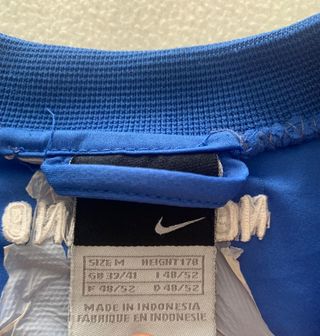 SIZE M HEIGHT 178
GB 39/41 I 48/52
F 48/52 D 48/52
MADE IN INDONESIA
FABRIQUE EN INDONESIE